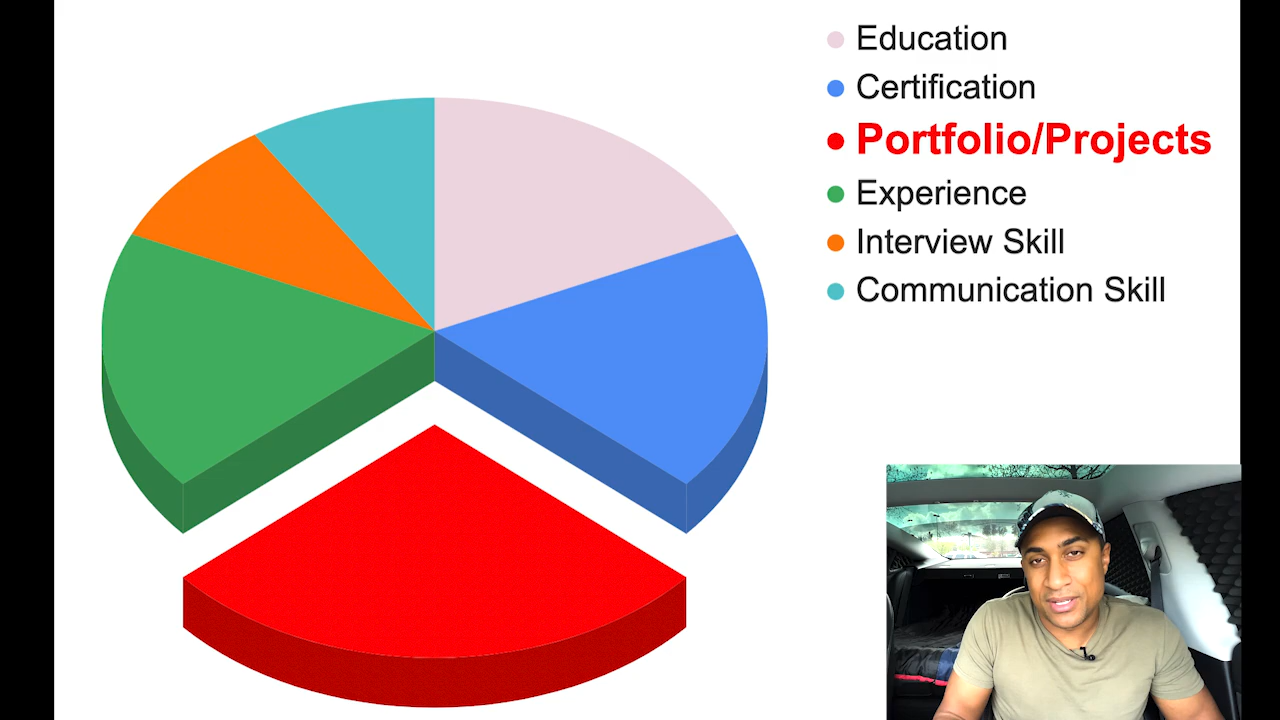 Education
Certification
Portfolio/Projects
Experience
Interview Skill
Communication Skill